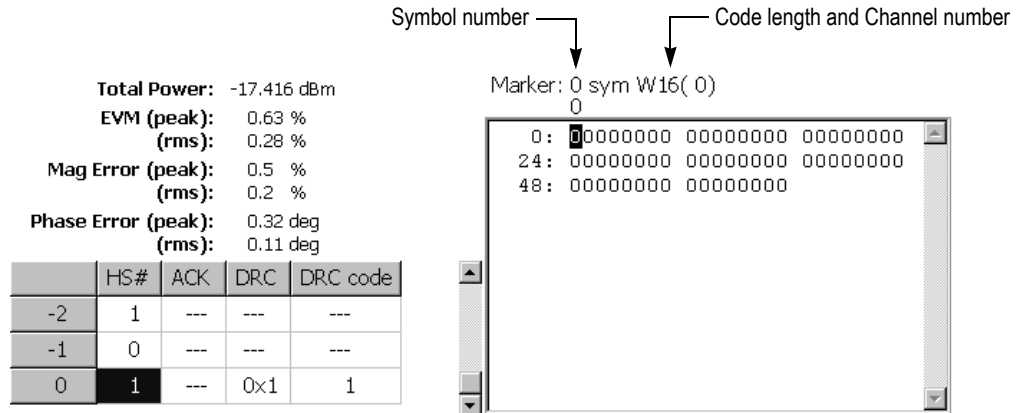 Symbol number
Code length and Channel number
Total Power: -17.416 dBm
EVM (peak): 0.63 %
(rms): 0.28 %
Mag Error (peak): 0.5 %
(rms): 0.2 %
Phase Error (peak): 0.32 deg
(rms): 0.11 deg
HS# ACK DRC DRC code
-2 1 --- --- ---
-1 0 --- --- ---
0 1 --- 0x1 1
Marker: 0 sym W16( 0)
0
0: 00000000 00000000 00000000
24: 00000000 00000000 00000000
48: 00000000 00000000